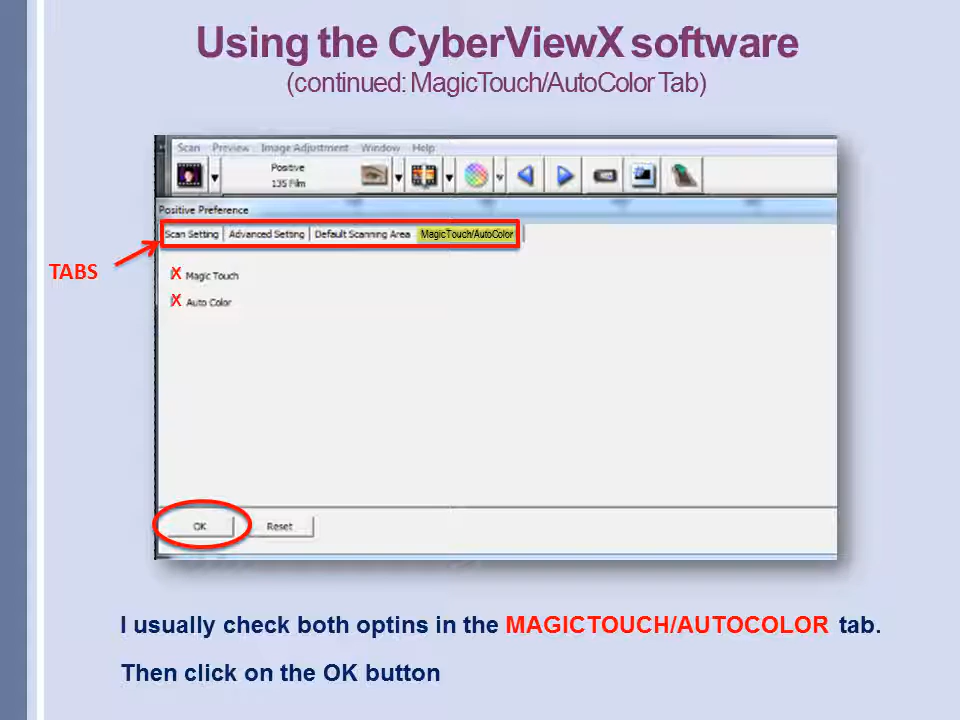 Using the CyberViewX software
(continued: MagicTouch/AutoColor Tab)
Scan Preview Image Adjustment Window Help
Positive
135 Film
Positive Preference
Scan Setting Advanced Setting Default Scanning Area MagicTouch/AutoColor
TABS
X Magic Touch
X Auto Color
OK Reset
I usually check both optins in the MAGICTOUCH/AUTOCOLOR tab.
Then click on the OK button